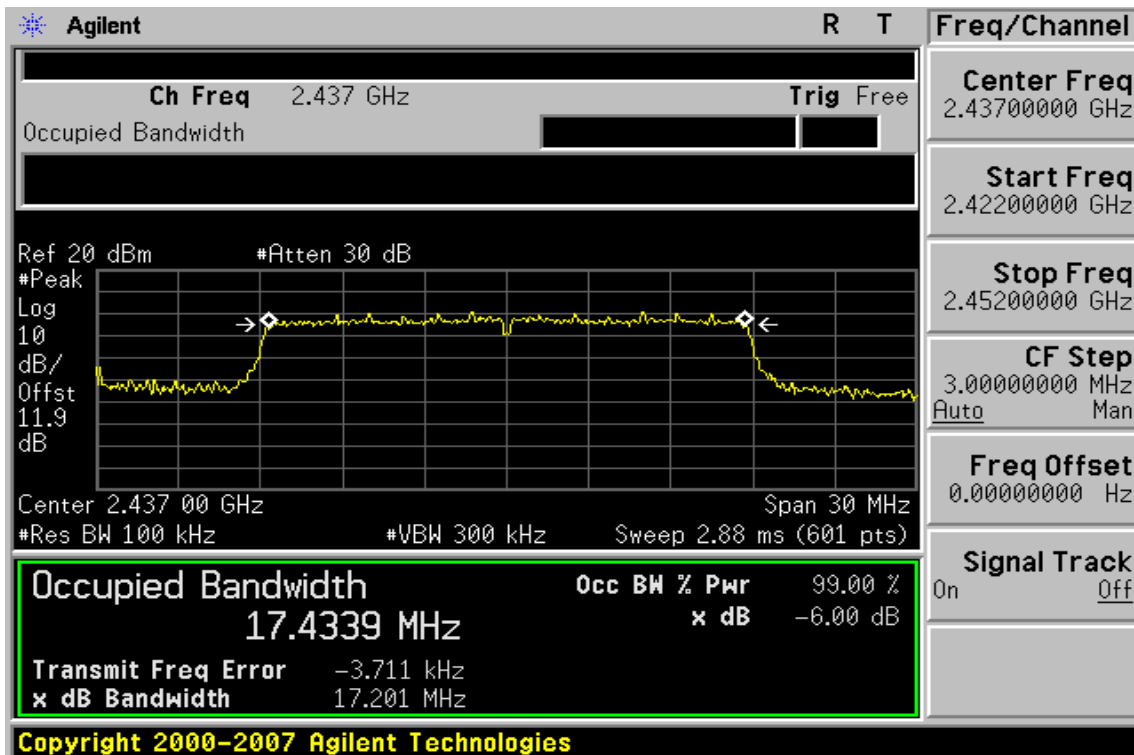 Agilent R T
Freq/Channel
Ch Freq 2.437 GHz Trig Free
Occupied Bandwidth
Center Freq
2.43700000 GHz
Start Freq
2.42200000 GHz
Stop Freq
2.45200000 GHz
CF Step
3.00000000 MHz
Auto Man
Freq Offset
0.00000000 Hz
Signal Track
On Off
Ref 20 dBm #Atten 30 dB
#Peak
Log
10
dB/
Offst
11.9
dB
Center 2.437 00 GHz Span 30 MHz
#Res BW 100 kHz #VBW 300 kHz Sweep 2.88 ms (601 pts)
Occupied Bandwidth Occ BW % Pwr 99.00 %
17.4339 MHz x dB -6.00 dB
Transmit Freq Error -3.711 kHz
x dB Bandwidth 17.201 MHz
Copyright 2000-2007 Agilent Technologies